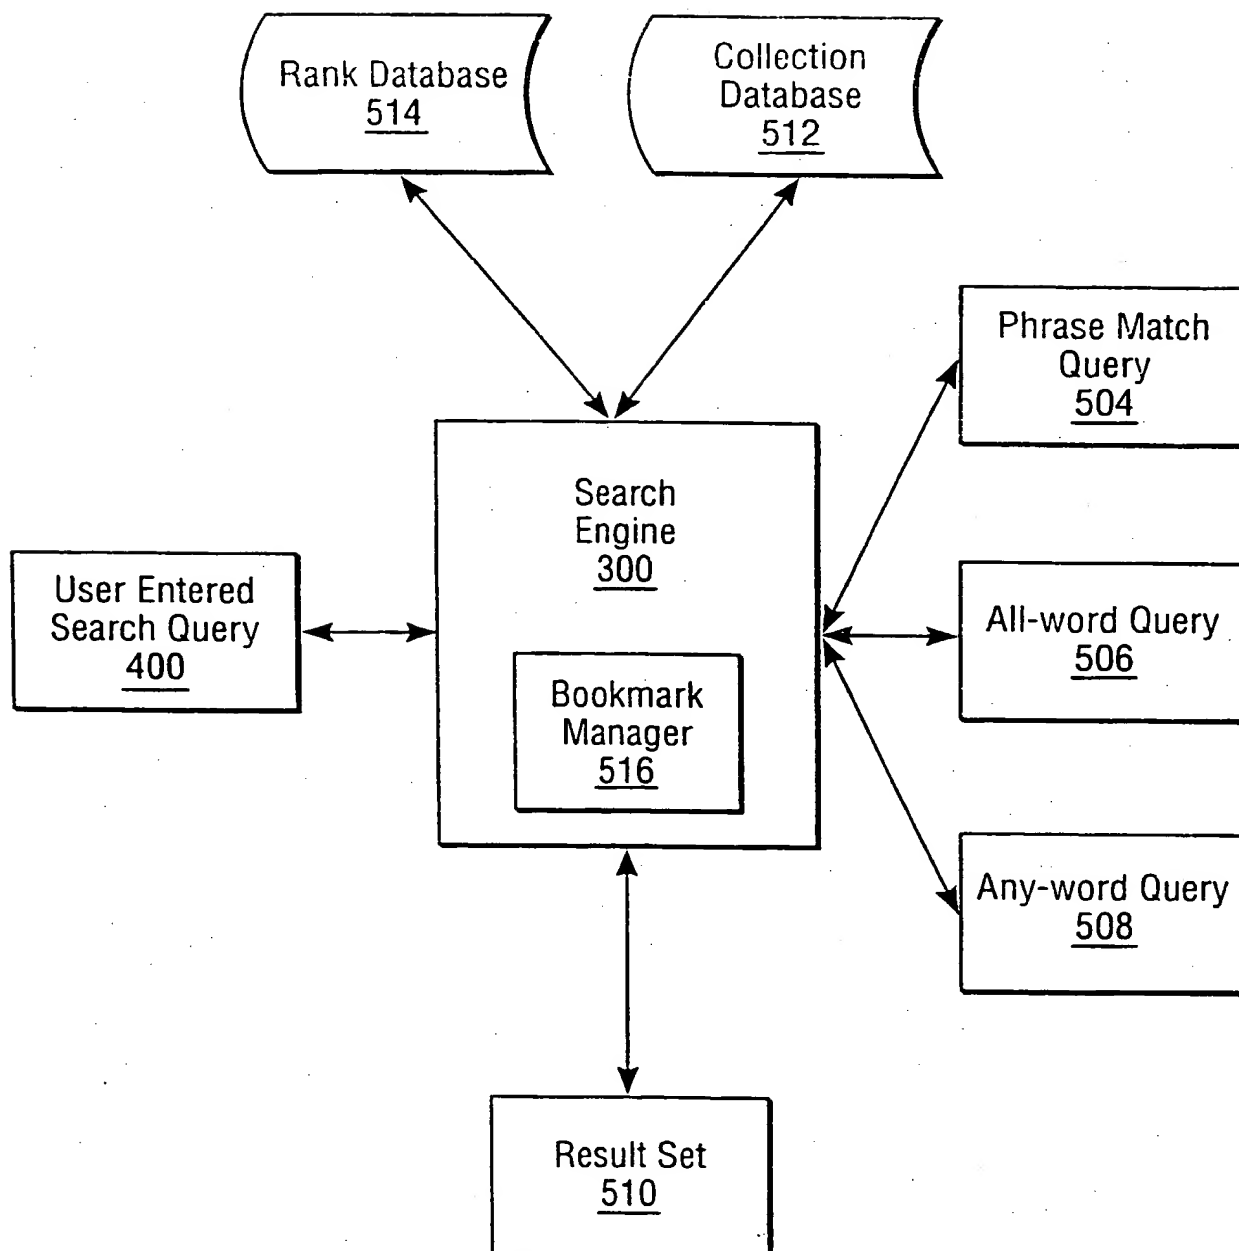 Rank Database
514
Collection
Database
512
Phrase Match
Query
504
Search
Engine
300
User Entered
Search Query
400
All-word Query
506
Bookmark
Manager
516
Any-word Query
508
Result Set
510